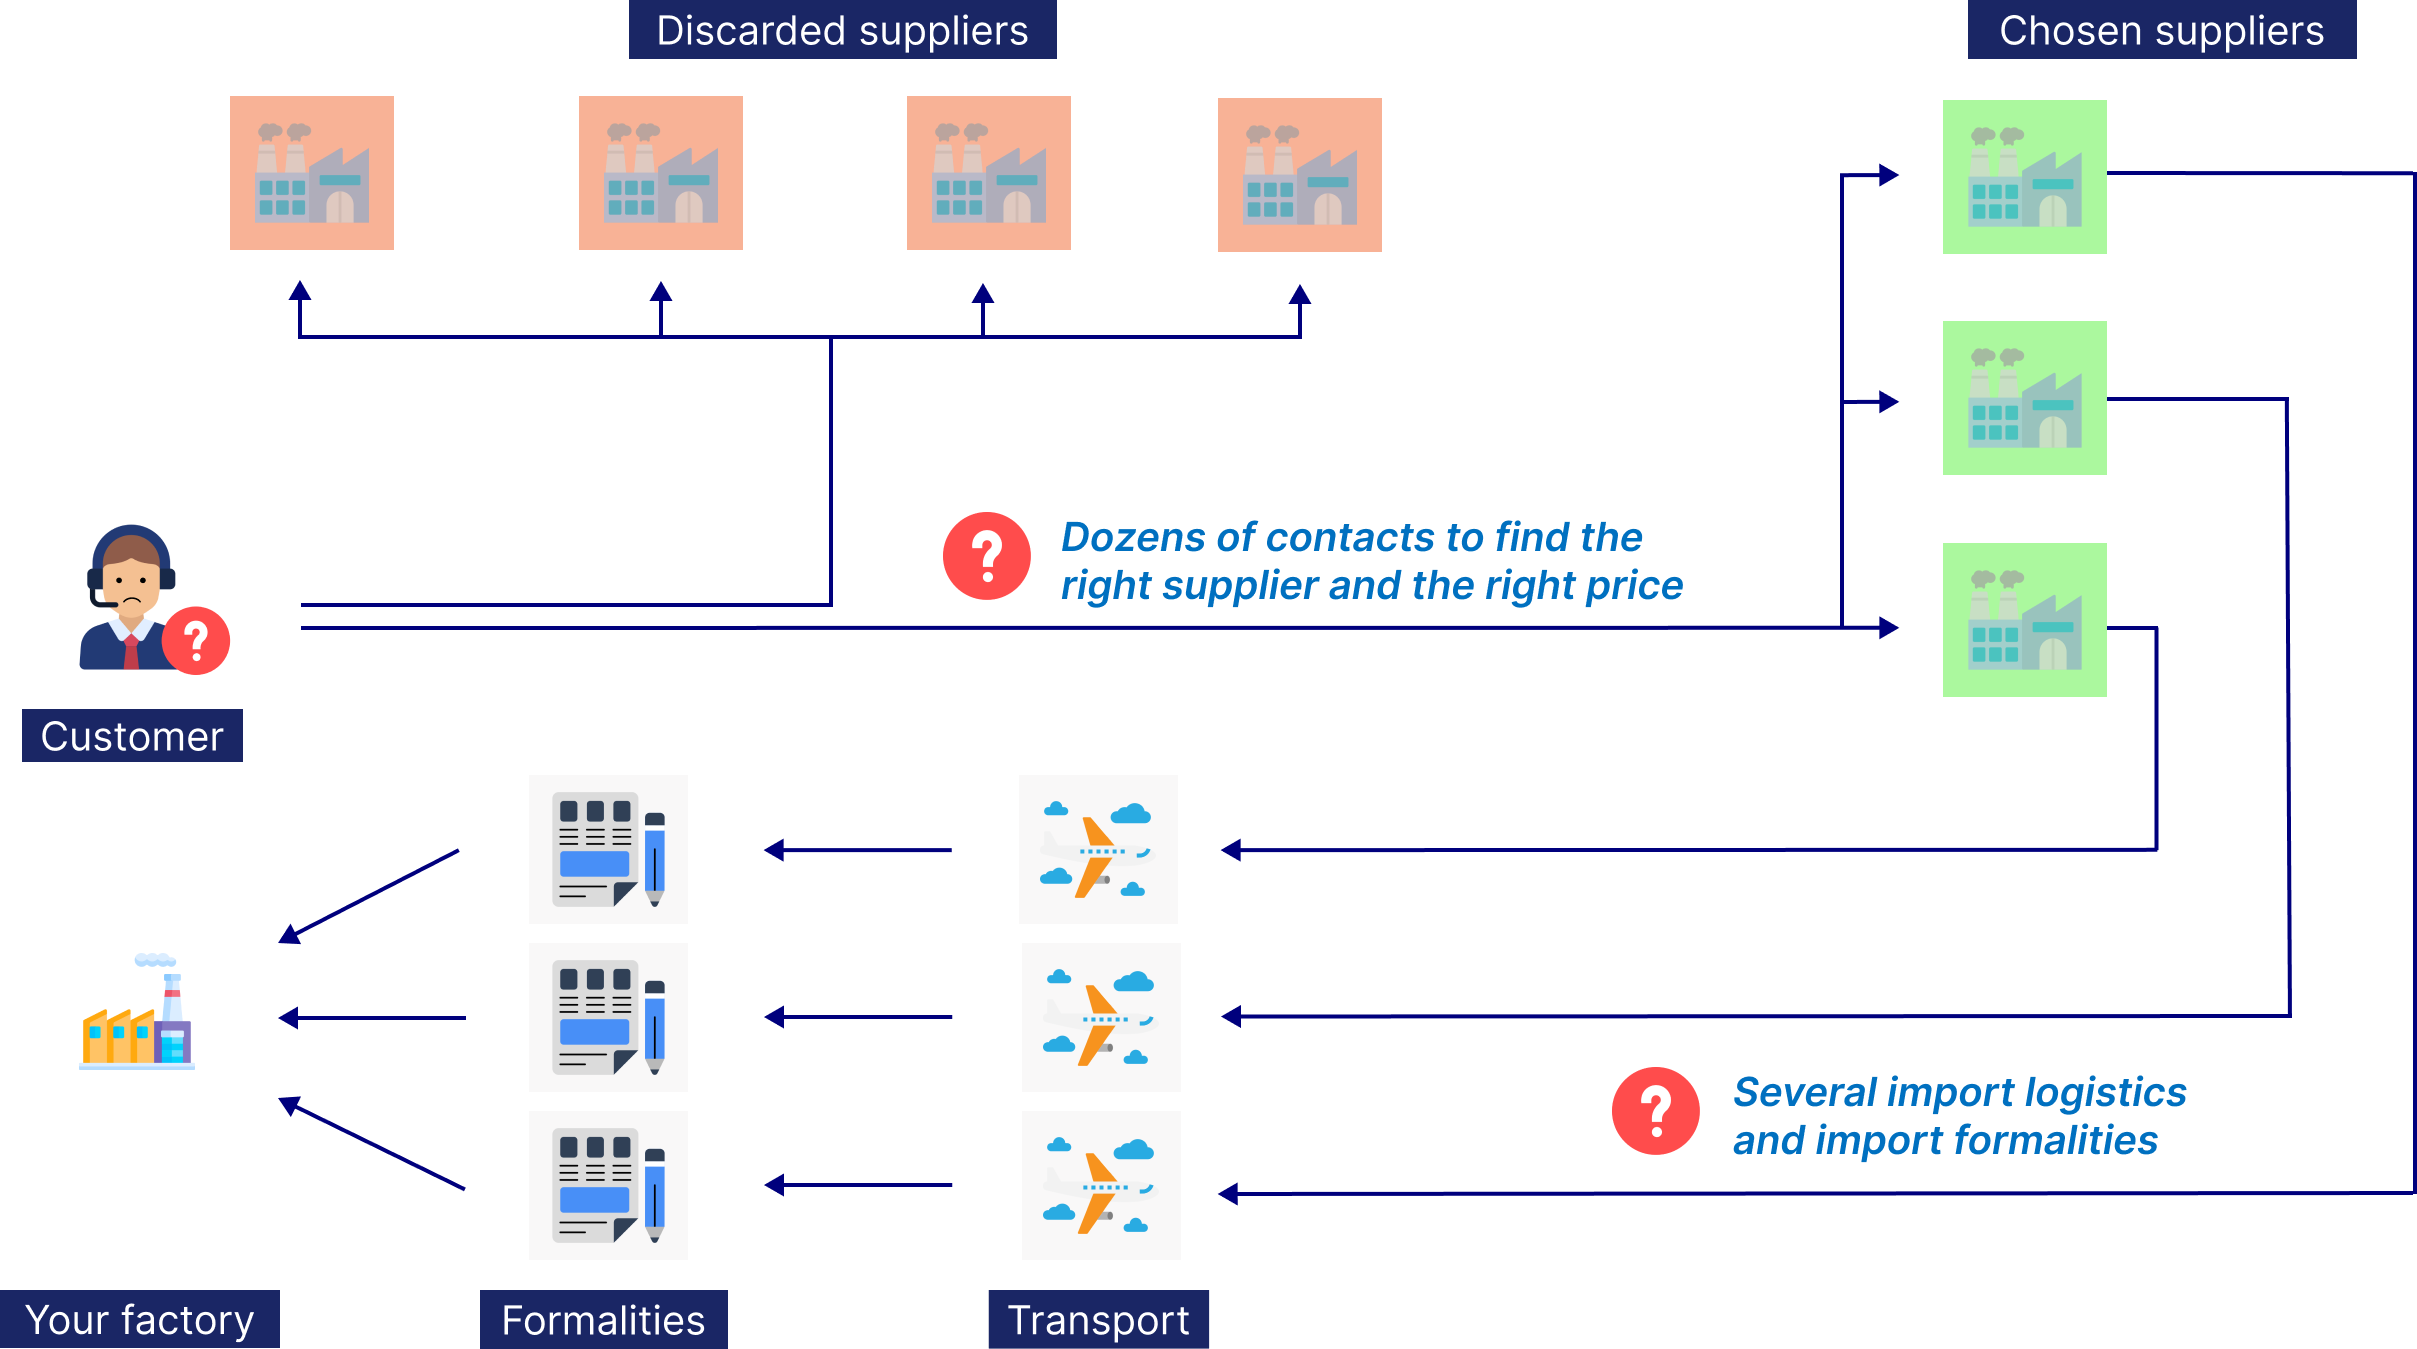 Discarded suppliers
Chosen suppliers
Dozens of contacts to find the
right supplier and the right price
Customer
Several import logistics
and import formalities
Your factory
Formalities
Transport